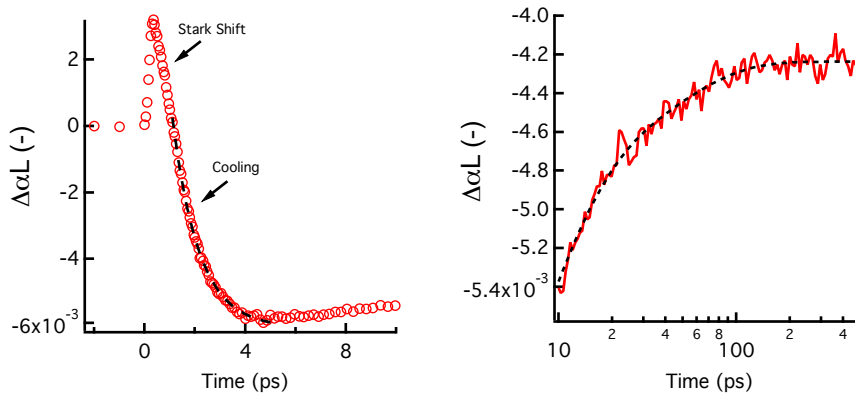 Stark Shift
Cooling
ΔαL (-)
2
0
-2
-4
-6x10⁻³
0
4
8
Time (ps)
ΔαL (-)
-4.0
-4.2
-4.4
-4.6
-4.8
-5.0
-5.2
-5.4x10⁻³
10
2
4
6
8
100
2
4
Time (ps)